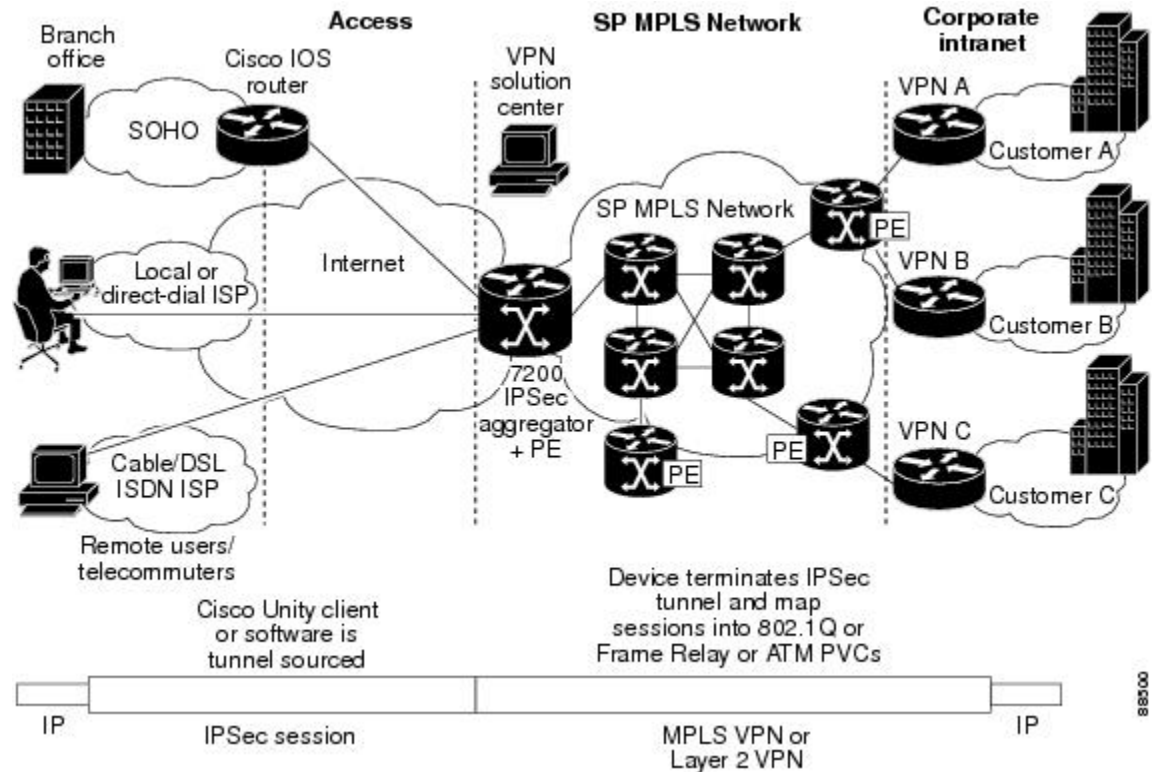 Branch
office
Access
SP MPLS Network
Corporate
intranet
Cisco IOS
router
VPN
solution
center
VPN A
SOHO
Customer A
SP MPLS Network
PE
Internet
Local or
direct-dial ISP
VPN B
Customer B
7200
IPSec
aggregator
+ PE
VPN C
PE
PE
Cable/DSL
ISDN ISP
Customer C
Remote users/
telecommuters
Cisco Unity client
or software is
tunnel sourced
Device terminates IPSec
tunnel and map
sessions into 802.1Q or
Frame Relay or ATM PVCs
IP
IPSec session
MPLS VPN or
Layer 2 VPN
IP
88500